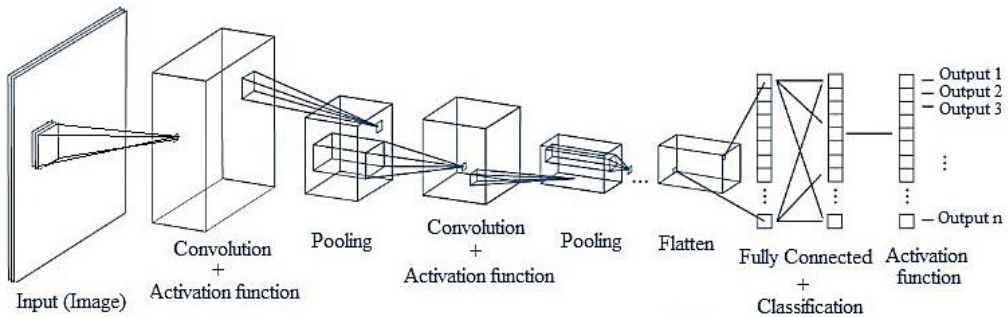 Input (Image)
Convolution
+
Activation function
Pooling
Convolution
+
Activation function
Pooling
...
Flatten
Fully Connected
+
Classification
Activation
function
Output 1
Output 2
Output 3
Output n